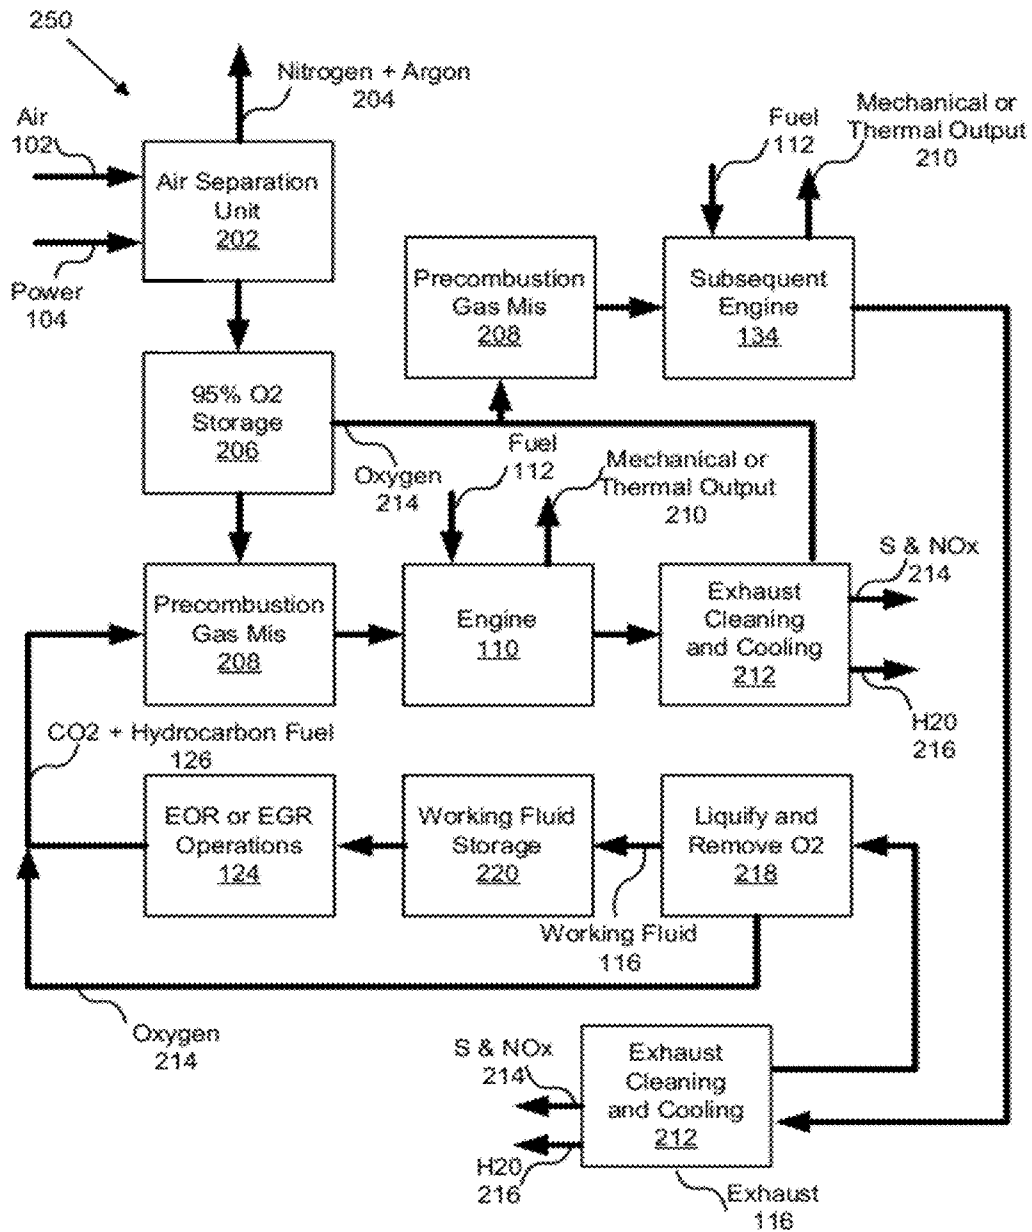 250
Nitrogen + Argon
204
Air
102
Air Separation
Unit
202
Power
104
Fuel
112
Mechanical or
Thermal Output
210
Precombustion
Gas Mis
208
Subsequent
Engine
134
95% O2
Storage
206
Oxygen
214
Fuel
112
Mechanical or
Thermal Output
210
Precombustion
Gas Mis
208
Engine
110
Exhaust
Cleaning
and Cooling
212
S & NOx
214
H20
216
CO2 + Hydrocarbon Fuel
126
EOR or EGR
Operations
124
Working Fluid
Storage
220
Liquify and
Remove O2
218
Working Fluid
116
Oxygen
214
S & NOx
214
H20
216
Exhaust
Cleaning
and Cooling
212
Exhaust
116